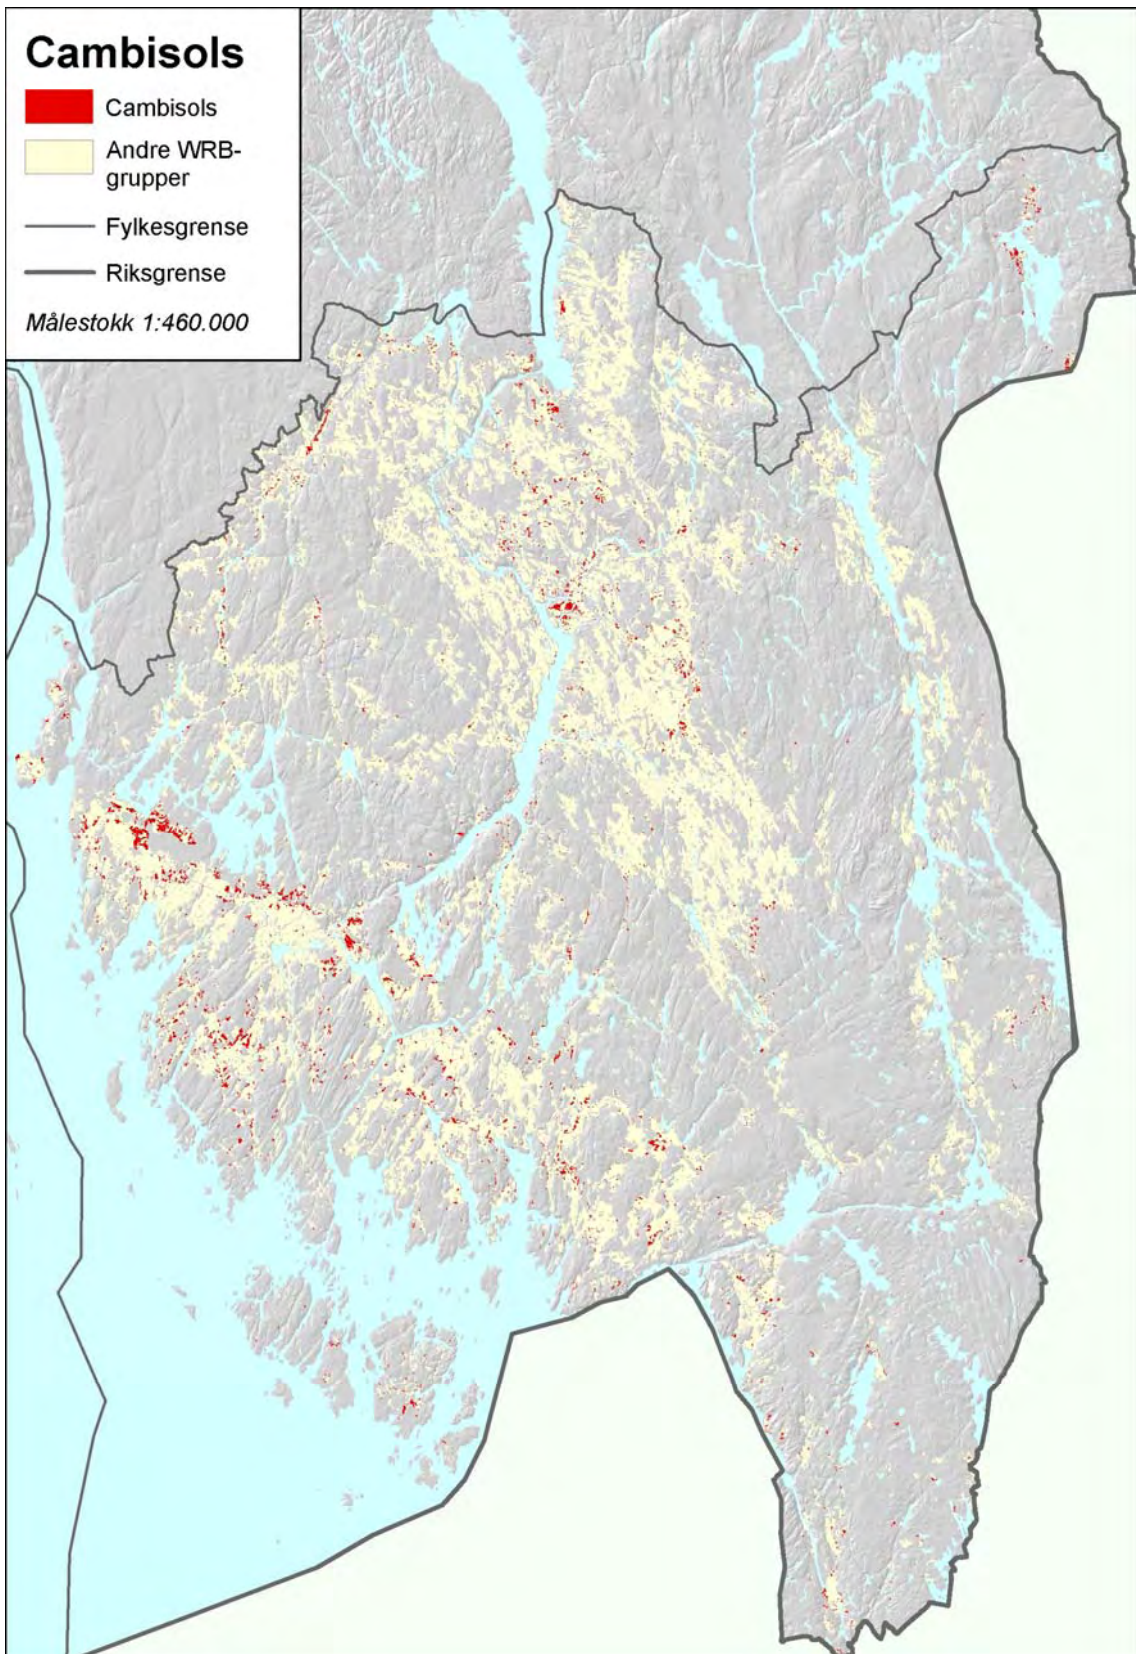 Cambisols
Cambisols
Andre WRB-
grupper
Fylkesgrense
Riksgrense
Målestokk 1:460.000